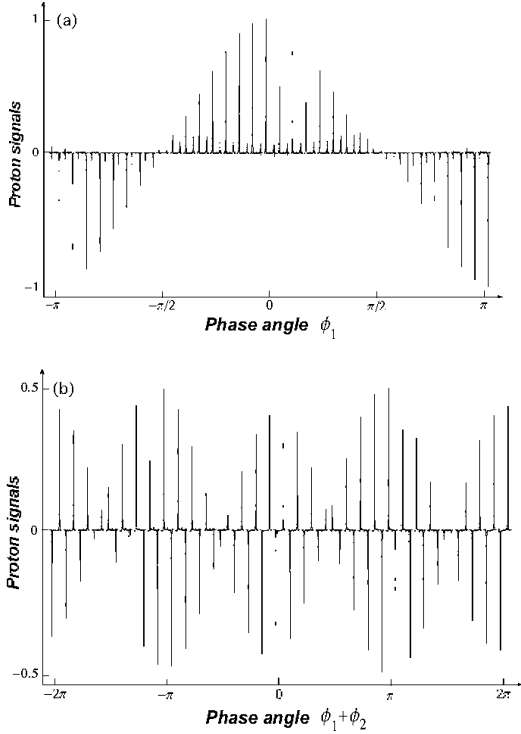 (a)
1
0
−1
Proton signals
−π
−π/2
0
π/2
π
Phase angle ϕ₁
(b)
0.5
0
−0.5
Proton signals
−2π
−π
0
π
2π
Phase angle ϕ₁+ϕ₂